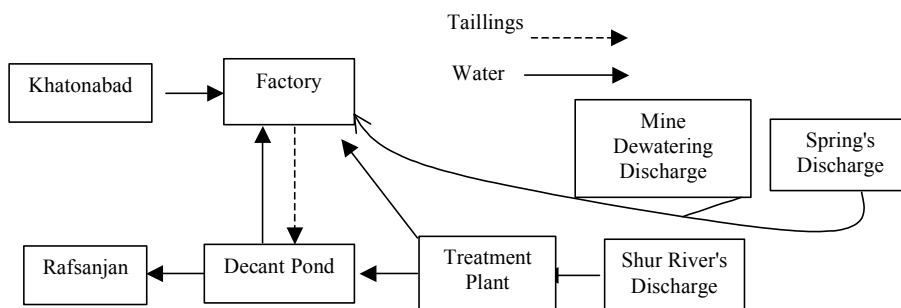 Taillings
Water
Khatonabad
Factory
Mine
Dewatering
Discharge
Spring's
Discharge
Rafsanjan
Decant Pond
Treatment
Plant
Shur River's
Discharge